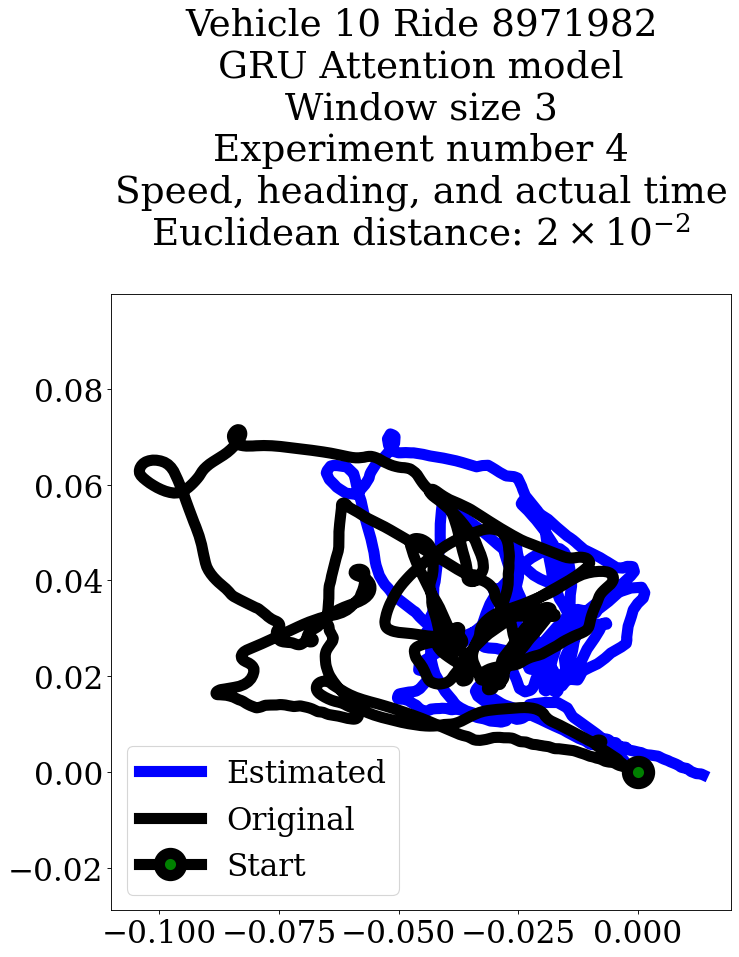 Vehicle 10 Ride 8971982
GRU Attention model
Window size 3
Experiment number 4
Speed, heading, and actual time
Euclidean distance: 2 × 10⁻²
0.08
0.06
0.04
0.02
0.00
−0.02
Estimated
Original
Start
−0.100 −0.075 −0.050 −0.025 0.000